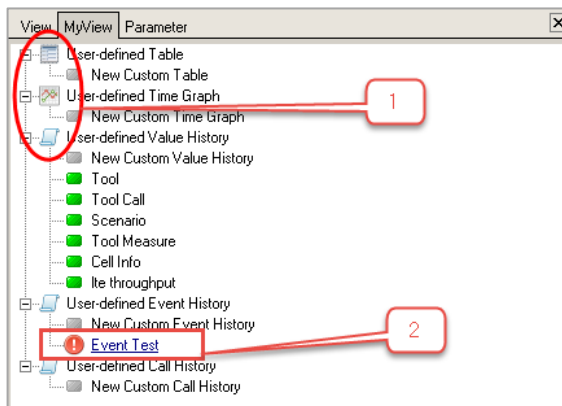 View MyView Parameter
User-defined Table
New Custom Table
User-defined Time Graph
New Custom Time Graph
1
User-defined Value History
New Custom Value History
Tool
Tool Call
Scenario
Tool Measure
Cell Info
lte throughput
User-defined Event History
New Custom Event History
2
Event Test
User-defined Call History
New Custom Call History